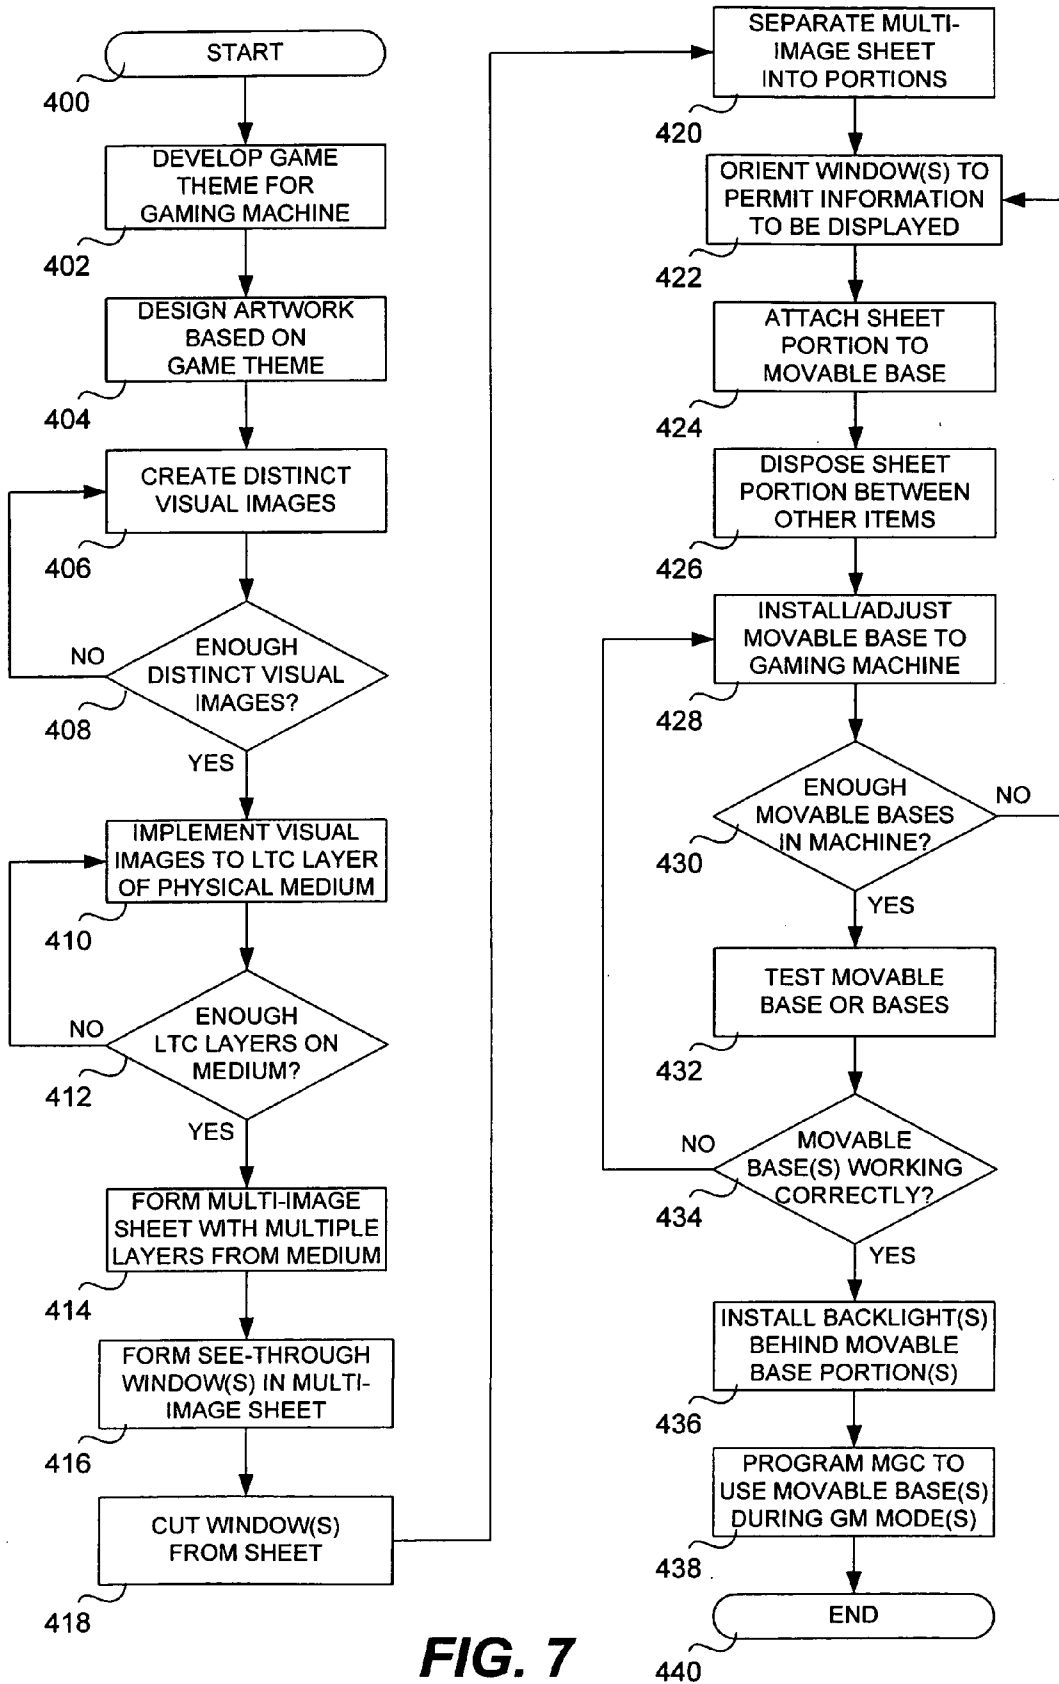 START
400
DEVELOP GAME
THEME FOR
GAMING MACHINE
402
DESIGN ARTWORK
BASED ON
GAME THEME
404
CREATE DISTINCT
VISUAL IMAGES
406
ENOUGH
DISTINCT VISUAL
IMAGES?
NO
408
YES
IMPLEMENT VISUAL
IMAGES TO LTC LAYER
OF PHYSICAL MEDIUM
410
ENOUGH
LTC LAYERS ON
MEDIUM?
NO
412
YES
FORM MULTI-IMAGE
SHEET WITH MULTIPLE
LAYERS FROM MEDIUM
414
FORM SEE-THROUGH
WINDOW(S) IN MULTI-
IMAGE SHEET
416
CUT WINDOW(S)
FROM SHEET
418
SEPARATE MULTI-
IMAGE SHEET
INTO PORTIONS
420
ORIENT WINDOW(S) TO
PERMIT INFORMATION
TO BE DISPLAYED
422
ATTACH SHEET
PORTION TO
MOVABLE BASE
424
DISPOSE SHEET
PORTION BETWEEN
OTHER ITEMS
426
INSTALL/ADJUST
MOVABLE BASE TO
GAMING MACHINE
428
ENOUGH
MOVABLE BASES
IN MACHINE?
NO
430
YES
TEST MOVABLE
BASE OR BASES
432
MOVABLE
BASE(S) WORKING
CORRECTLY?
NO
434
YES
INSTALL BACKLIGHT(S)
BEHIND MOVABLE
BASE PORTION(S)
436
PROGRAM MGC TO
USE MOVABLE BASE(S)
DURING GM MODE(S)
438
END
440
FIG. 7